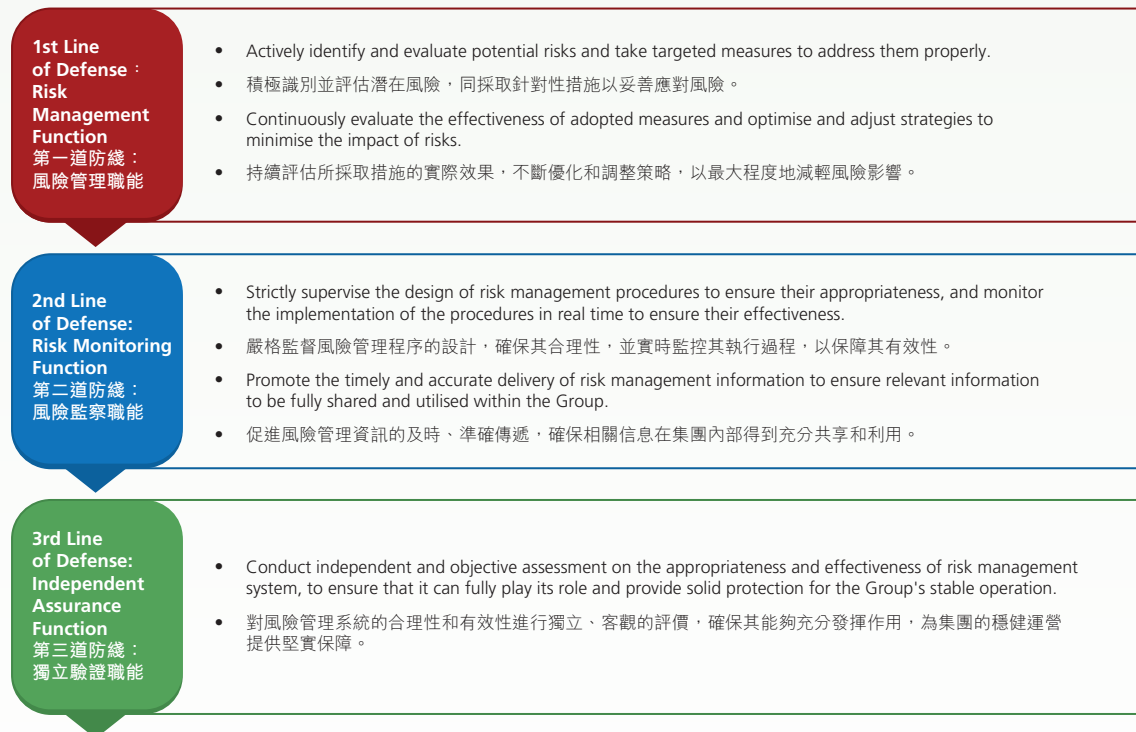 1st Line
of Defense：
Risk
Management
Function
第一道防綫：
風險管理職能
• Actively identify and evaluate potential risks and take targeted measures to address them properly.
• 積極識別並評估潛在風險，同採取針對性措施以妥善應對風險。
• Continuously evaluate the effectiveness of adopted measures and optimise and adjust strategies to
minimise the impact of risks.
• 持續評估所採取措施的實際效果，不斷優化和調整策略，以最大程度地減輕風險影響。
2nd Line
of Defense:
Risk Monitoring
Function
第二道防綫：
風險監察職能
• Strictly supervise the design of risk management procedures to ensure their appropriateness, and monitor
the implementation of the procedures in real time to ensure their effectiveness.
• 嚴格監督風險管理程序的設計，確保其合理性，並實時監控其執行過程，以保障其有效性。
• Promote the timely and accurate delivery of risk management information to ensure relevant information
to be fully shared and utilised within the Group.
• 促進風險管理資訊的及時、準確傳遞，確保相關信息在集團內部得到充分共享和利用。
3rd Line
of Defense:
Independent
Assurance
Function
第三道防綫：
獨立驗證職能
• Conduct independent and objective assessment on the appropriateness and effectiveness of risk management
system, to ensure that it can fully play its role and provide solid protection for the Group's stable operation.
• 對風險管理系統的合理性和有效性進行獨立、客觀的評價，確保其能夠充分發揮作用，為集團的穩健運營
提供堅實保障。